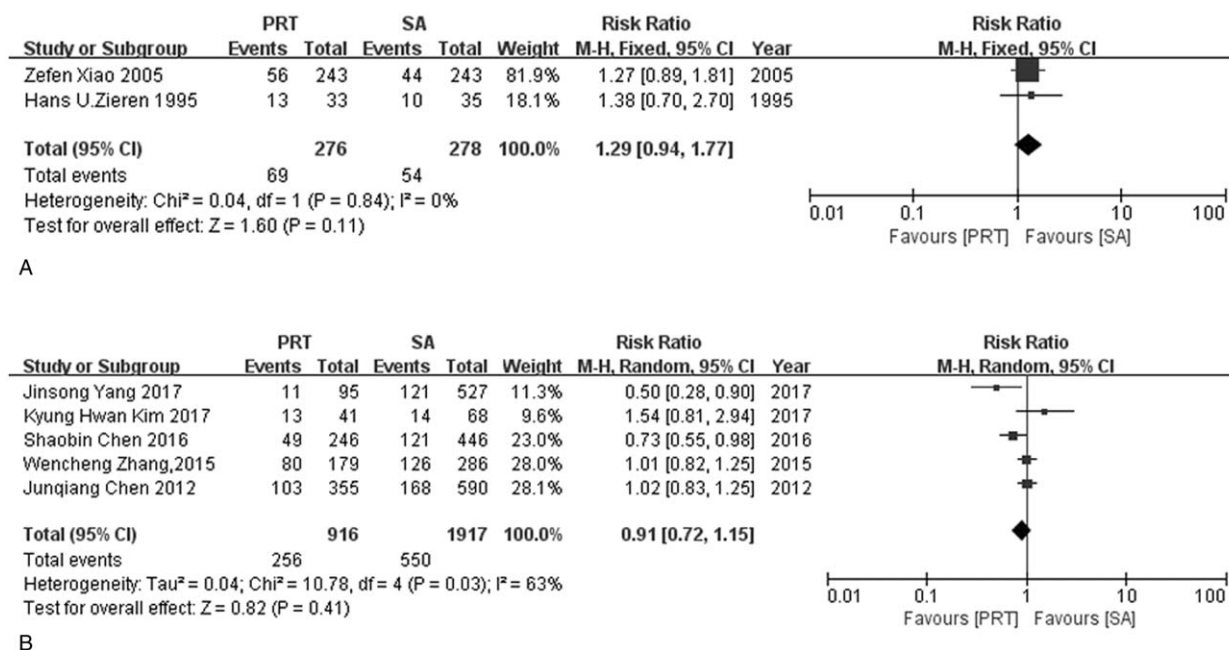 PRT SA Risk Ratio Risk Ratio
Study or Subgroup Events Total Events Total Weight M-H, Fixed, 95% CI Year M-H, Fixed, 95% CI
Zefen Xiao 2005 56 243 44 243 81.9% 1.27 [0.89, 1.81] 2005
Hans U.Zieren 1995 13 33 10 35 18.1% 1.38 [0.70, 2.70] 1995
Total (95% CI) 276 278 100.0% 1.29 [0.94, 1.77]
Total events 69 54
Heterogeneity: Chi² = 0.04, df = 1 (P = 0.84); I² = 0%
Test for overall effect: Z = 1.60 (P = 0.11)
0.01 0.1 1 10 100
Favours [PRT] Favours [SA]
A
PRT SA Risk Ratio Risk Ratio
Study or Subgroup Events Total Events Total Weight M-H, Random, 95% CI Year M-H, Random, 95% CI
Jinsong Yang 2017 11 95 121 527 11.3% 0.50 [0.28, 0.90] 2017
Kyung Hwan Kim 2017 13 41 14 68 9.6% 1.54 [0.81, 2.94] 2017
Shaobin Chen 2016 49 246 121 446 23.0% 0.73 [0.55, 0.98] 2016
Wencheng Zhang,2015 80 179 126 286 28.0% 1.01 [0.82, 1.25] 2015
Junqiang Chen 2012 103 355 168 590 28.1% 1.02 [0.83, 1.25] 2012
Total (95% CI) 916 1917 100.0% 0.91 [0.72, 1.15]
Total events 256 550
Heterogeneity: Tau² = 0.04; Chi² = 10.78, df = 4 (P = 0.03); I² = 63%
Test for overall effect: Z = 0.82 (P = 0.41)
0.01 0.1 1 10 100
Favours [PRT] Favours [SA]
B